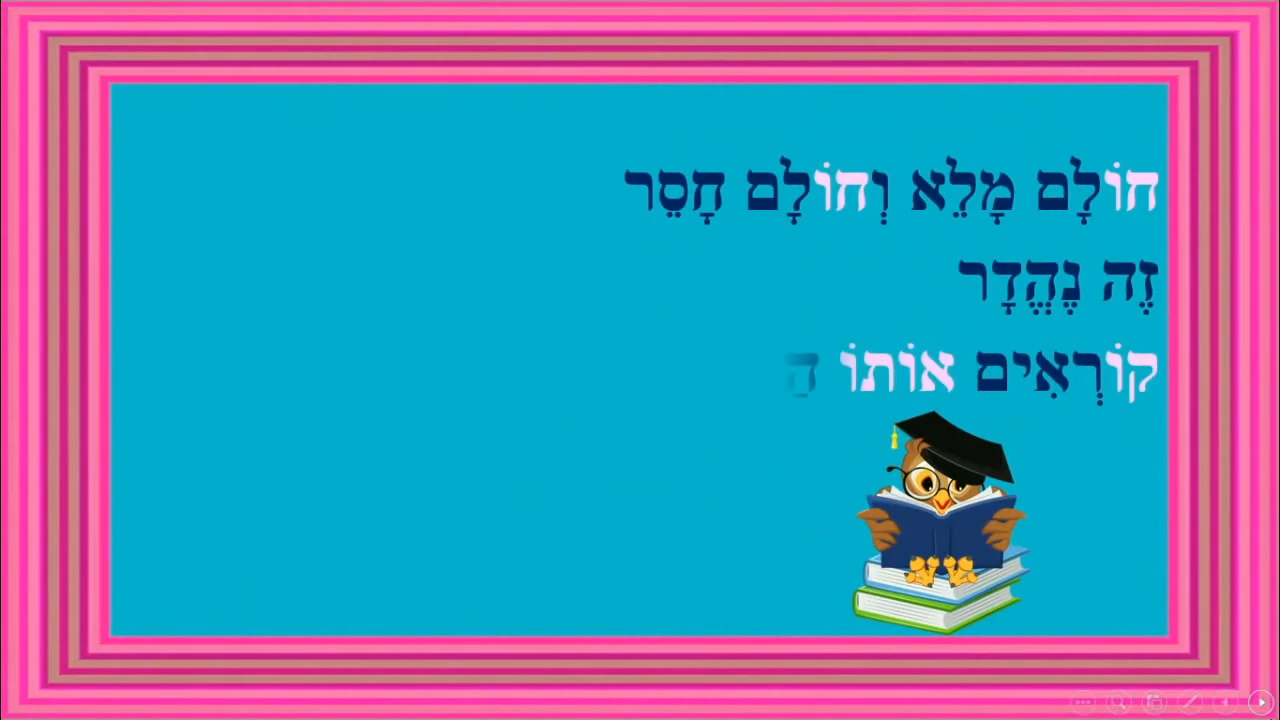 חוֹלָם מָלֵא וְחוֹלָם חָסֵר
זֶה נֶהֱדָר
קוֹרְאִים אוֹתוֹ